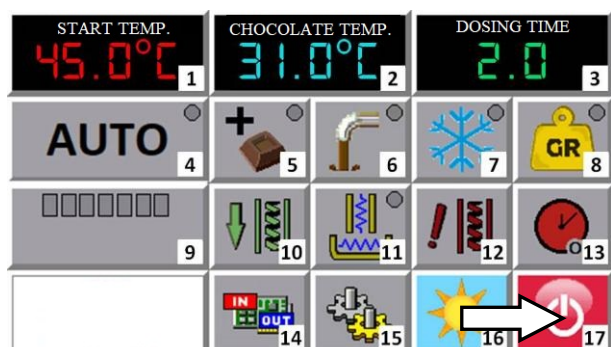 START TEMP.
45.0°C
1
CHOCOLATE TEMP.
31.0°C
2
DOSING TIME
2.0
3
AUTO
4
+
5
6
7
GR
8
9
10
11
!
12
13
IN
OUT
14
15
16
17